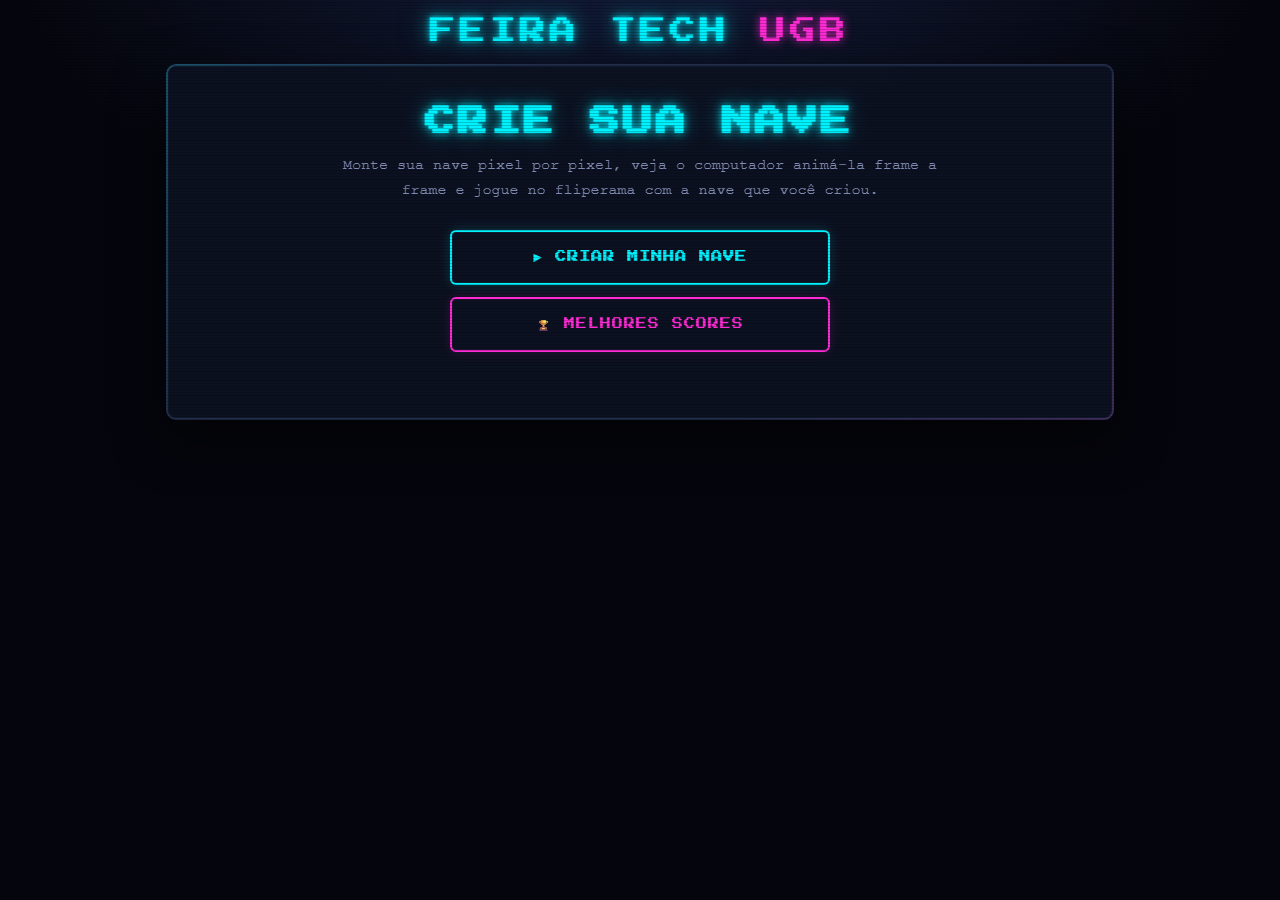 FEIRA TECH UGB
CRIE SUA NAVE
Monte sua nave pixel por pixel, veja o computador animá-la frame a
frame e jogue no fliperama com a nave que você criou.
▶ CRIAR MINHA NAVE
🏆 MELHORES SCORES